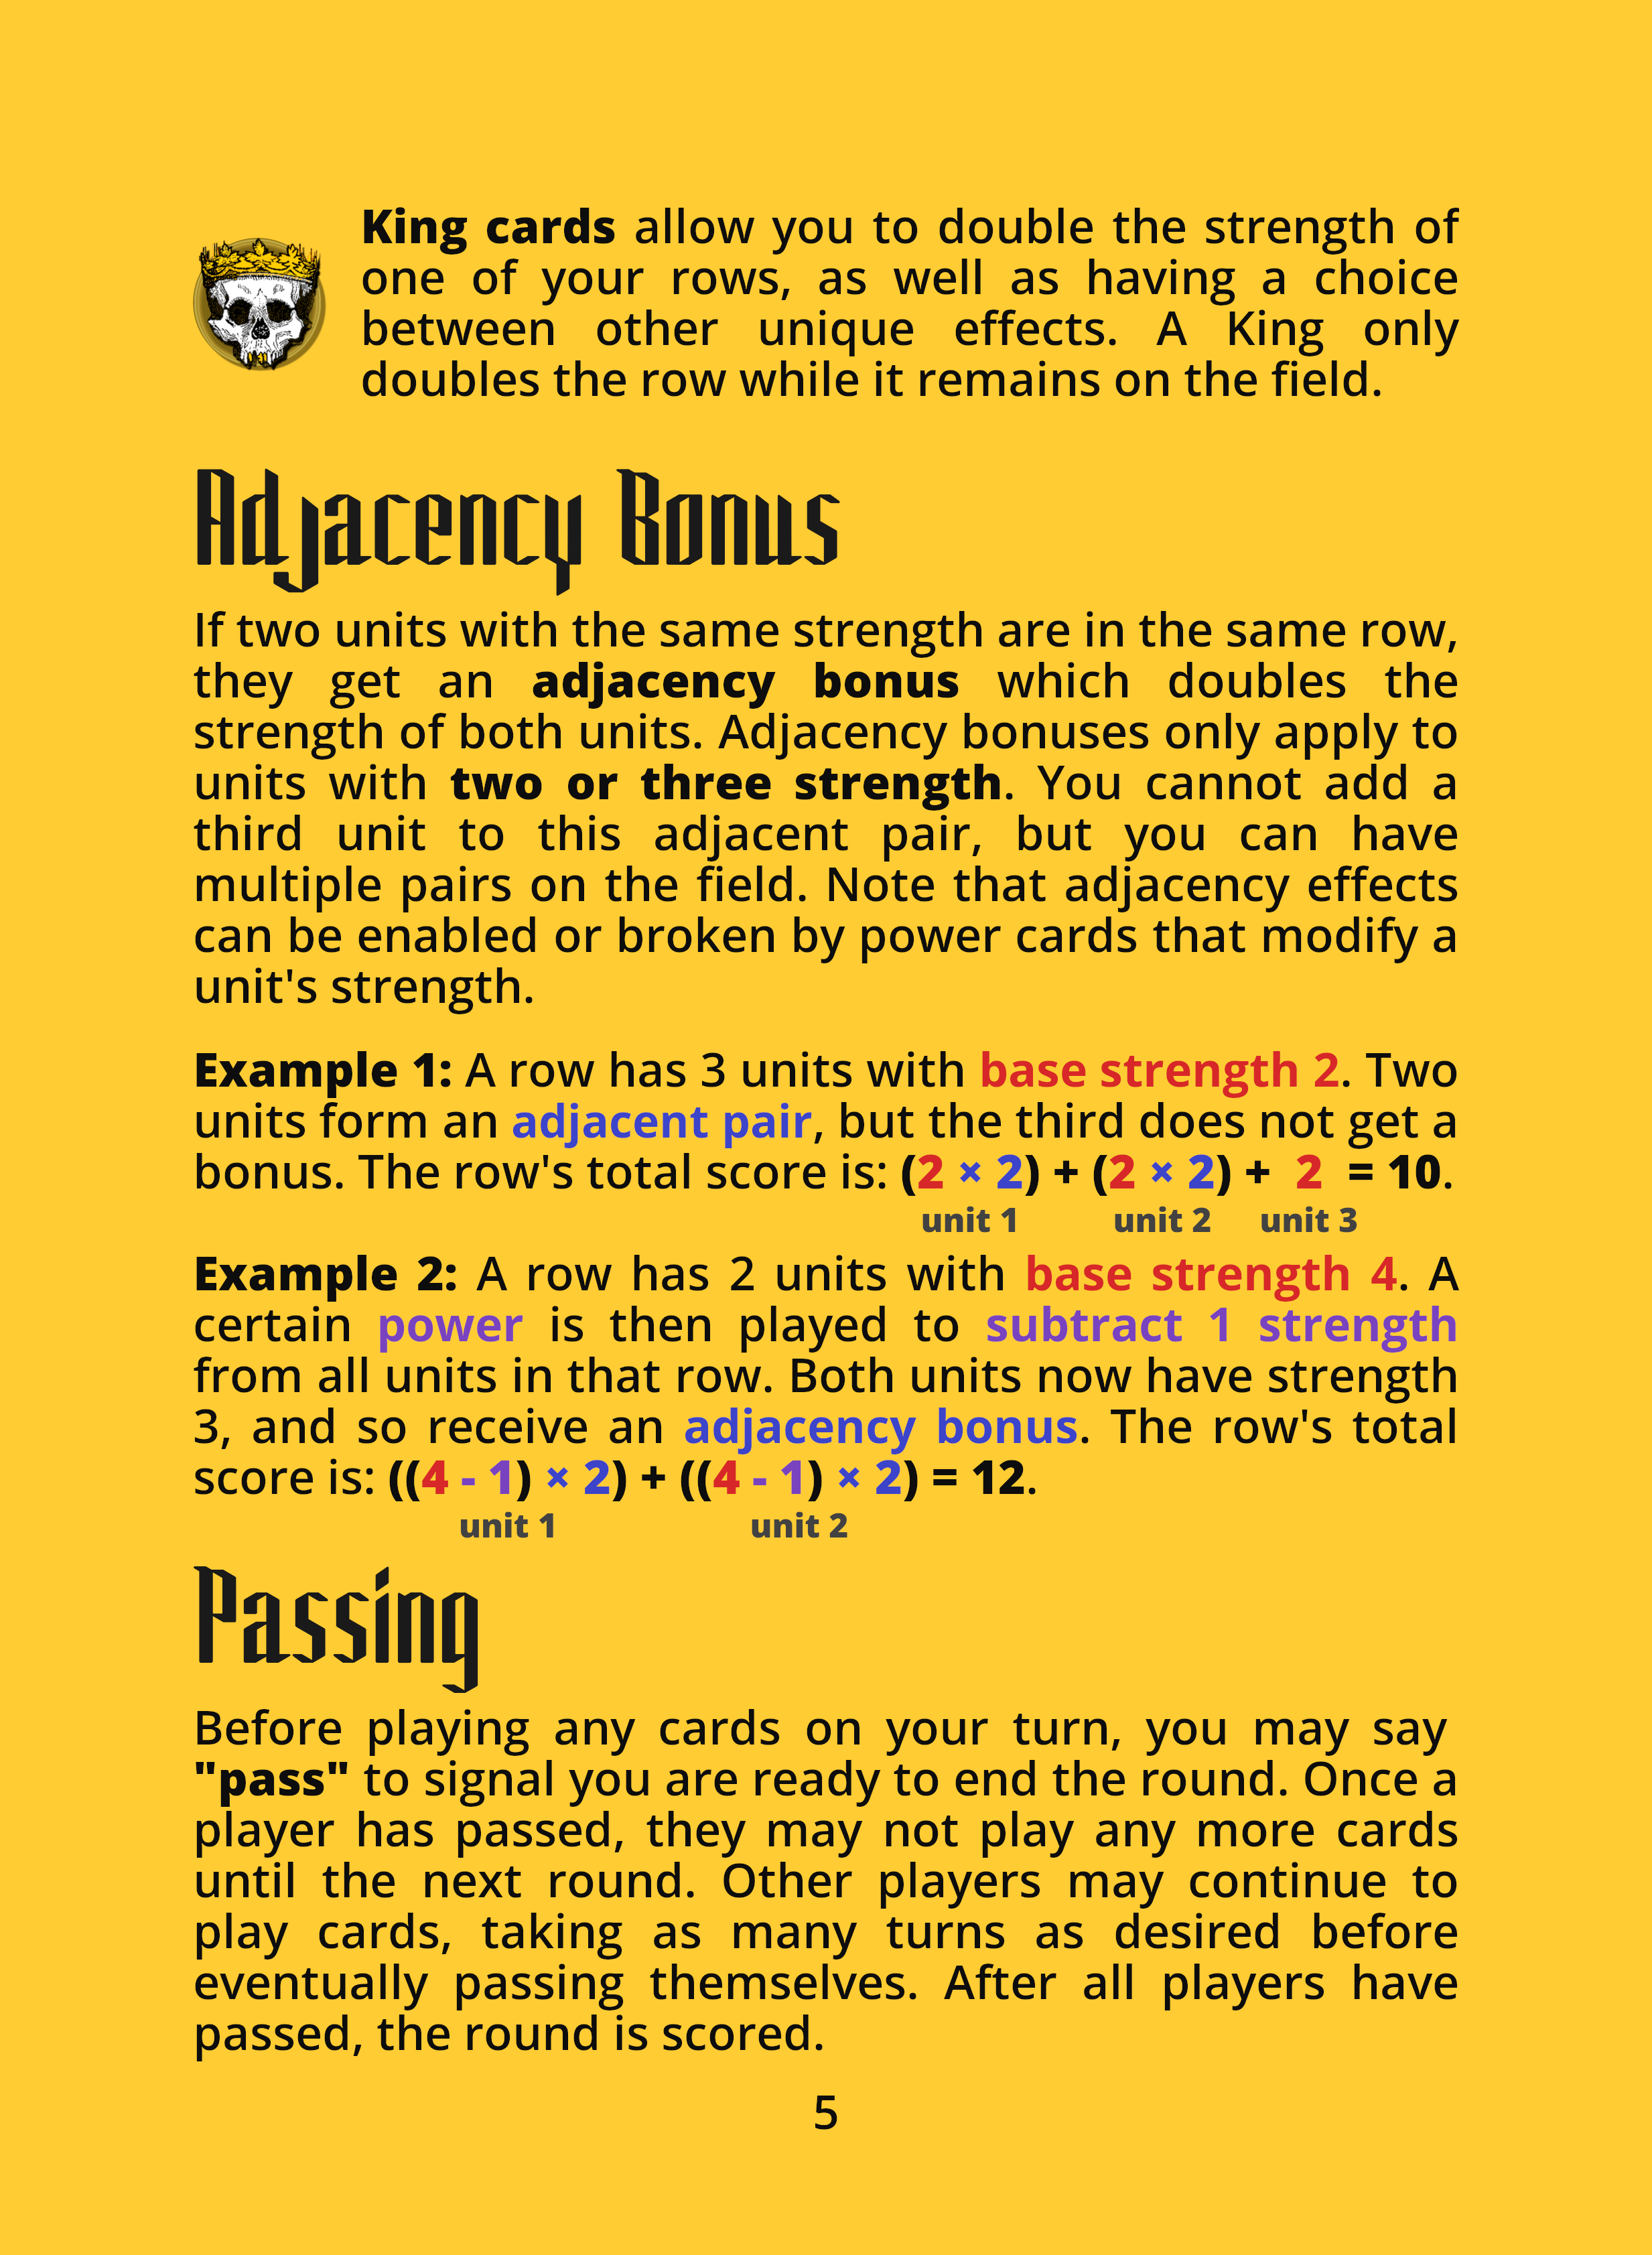 King cards allow you to double the strength of
one of your rows, as well as having a choice
between other unique effects. A King only
doubles the row while it remains on the field.
Adjacency Bonus
If two units with the same strength are in the same row,
they get an adjacency bonus which doubles the
strength of both units. Adjacency bonuses only apply to
units with two or three strength. You cannot add a
third unit to this adjacent pair, but you can have
multiple pairs on the field. Note that adjacency effects
can be enabled or broken by power cards that modify a
unit's strength.
Example 1: A row has 3 units with base strength 2. Two
units form an adjacent pair, but the third does not get a
bonus. The row's total score is: (2 × 2) + (2 × 2) + 2 = 10.
unit 1 unit 2 unit 3
Example 2: A row has 2 units with base strength 4. A
certain power is then played to subtract 1 strength
from all units in that row. Both units now have strength
3, and so receive an adjacency bonus. The row's total
score is: ((4 - 1) × 2) + ((4 - 1) × 2) = 12.
unit 1 unit 2
Passing
Before playing any cards on your turn, you may say
"pass" to signal you are ready to end the round. Once a
player has passed, they may not play any more cards
until the next round. Other players may continue to
play cards, taking as many turns as desired before
eventually passing themselves. After all players have
passed, the round is scored.
5